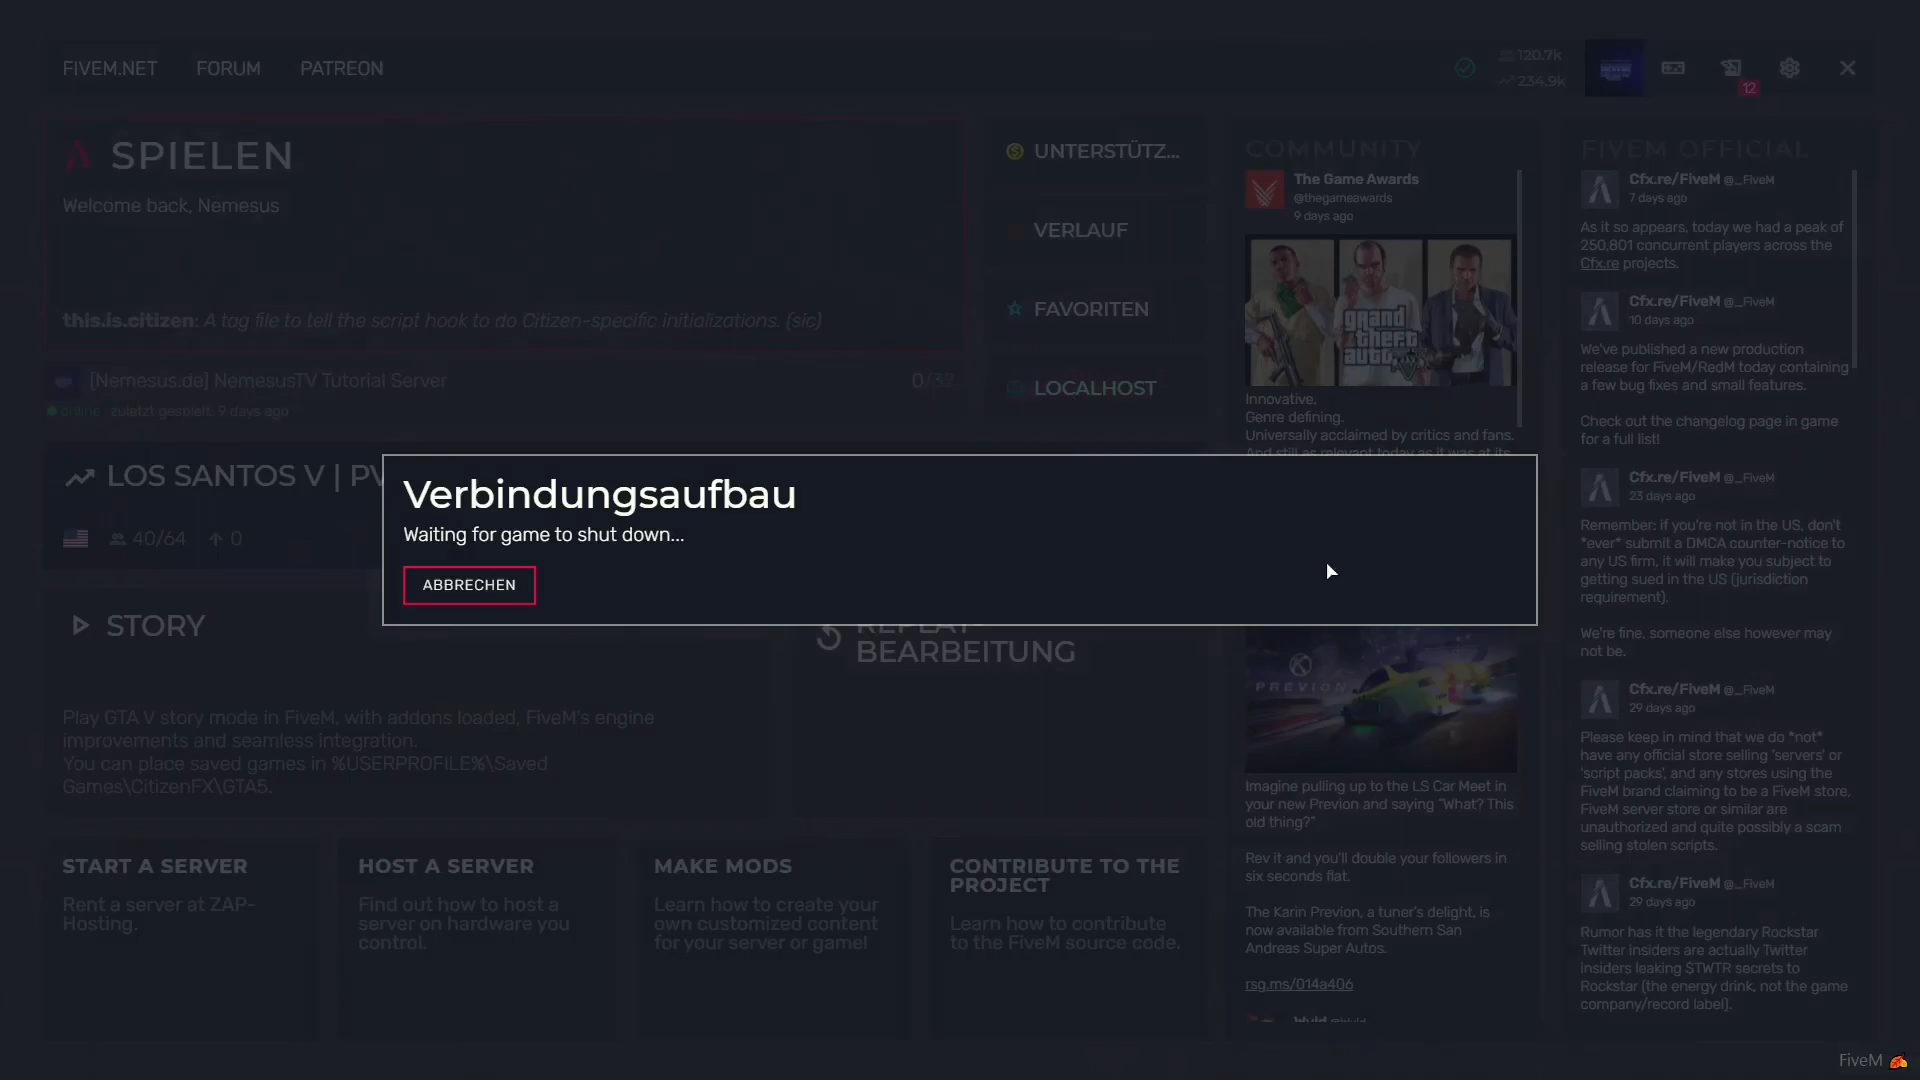 FIVEM.NET
FORUM
PATREON
120.7k
234.9k
12
SPIELEN
Welcome back, Nemesus
this.is.citizen: A tag file to tell the script hook to do Citizen-specific initializations. (sic)
[Nemesus.de] NemesusTV Tutorial Server
0/32
online zuletzt gespielt: 9 days ago
UNTERSTÜTZ...
VERLAUF
FAVORITEN
LOCALHOST
LOS SANTOS V | PV
40/64
0
Verbindungsaufbau
Waiting for game to shut down...
ABBRECHEN
STORY
Play GTA V story mode in FiveM, with addons loaded, FiveM's engine
improvements and seamless integration.
You can place saved games in %USERPROFILE%\Saved
Games\CitizenFX\GTA5.
REPLAY-
BEARBEITUNG
START A SERVER
Rent a server at ZAP-
Hosting.
HOST A SERVER
Find out how to host a
server on hardware you
control.
MAKE MODS
Learn how to create your
own customized content
for your server or game!
CONTRIBUTE TO THE
PROJECT
Learn how to contribute
to the FiveM source code.
COMMUNITY
The Game Awards
@thegameawards
9 days ago
grand
theft
auto
V
Innovative.
Genre defining.
Universally acclaimed by critics and fans.
And still as relevant today as it was at its
PREVION
Imagine pulling up to the LS Car Meet in
your new Previon and saying "What? This
old thing?"
Rev it and you'll double your followers in
six seconds flat.
The Karin Previon, a tuner's delight, is
now available from Southern San
Andreas Super Autos.
rsg.ms/014a406
Wyld
FIVEM OFFICIAL
Cfx.re/FiveM @_FiveM
7 days ago
As it so appears, today we had a peak of
250,801 concurrent players across the
Cfx.re projects.
Cfx.re/FiveM @_FiveM
10 days ago
We've published a new production
release for FiveM/RedM today containing
a few bug fixes and small features.
Check out the changelog page in game
for a full list!
Cfx.re/FiveM @_FiveM
23 days ago
Remember: if you're not in the US, don't
*ever* submit a DMCA counter-notice to
any US firm, it will make you subject to
getting sued in the US (jurisdiction
requirement).
We're fine, someone else however may
not be.
Cfx.re/FiveM @_FiveM
29 days ago
Please keep in mind that we do *not*
have any official store selling 'servers' or
'script packs', and any stores using the
FiveM brand claiming to be a FiveM store,
FiveM server store or similar are
unauthorized and quite possibly a scam
selling stolen scripts.
Cfx.re/FiveM @_FiveM
29 days ago
Rumor has it the legendary Rockstar
Twitter insiders are actually Twitter
insiders leaking $TWTR secrets to
Rockstar (the energy drink, not the game
company/record label).
FiveM